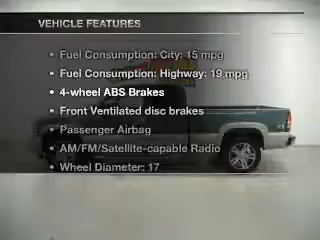 VEHICLE FEATURES
• Fuel Consumption: City: 15 mpg
• Fuel Consumption: Highway: 19 mpg
• 4-wheel ABS Brakes
• Front Ventilated disc brakes
• Passenger Airbag
• AM/FM/Satellite-capable Radio
• Wheel Diameter: 17